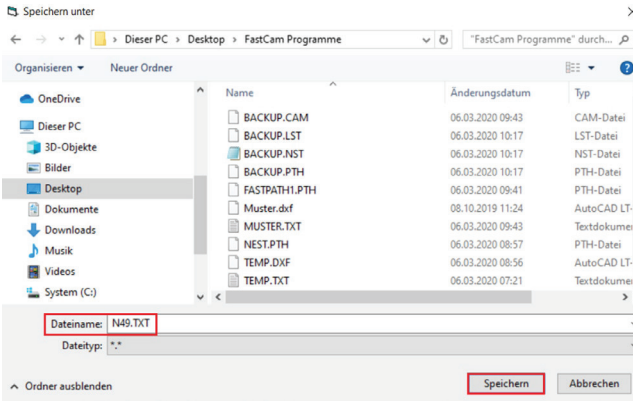 Speichern unter
Dieser PC > Desktop > FastCam Programme "FastCam Programme" durch...
Organisieren Neuer Ordner
OneDrive
Dieser PC
3D-Objekte
Bilder
Desktop
Dokumente
Downloads
Musik
Videos
System (C:)
Name Änderungsdatum Typ
BACKUP.CAM 06.03.2020 09:43 CAM-Datei
BACKUP.LST 06.03.2020 10:17 LST-Datei
BACKUP.NST 06.03.2020 10:17 NST-Datei
BACKUP.PTH 06.03.2020 10:17 PTH-Datei
FASTPATH1.PTH 06.03.2020 09:41 PTH-Datei
Muster.dxf 08.10.2019 11:24 AutoCAD LT-
MUSTER.TXT 06.03.2020 09:43 Textdokumen
NEST.PTH 06.03.2020 08:57 PTH-Datei
TEMP.DXF 06.03.2020 08:56 AutoCAD LT-
TEMP.TXT 06.03.2020 07:21 Textdokumen
Dateiname: N49.TXT
Dateityp: *.*
Ordner ausblenden Speichern Abbrechen